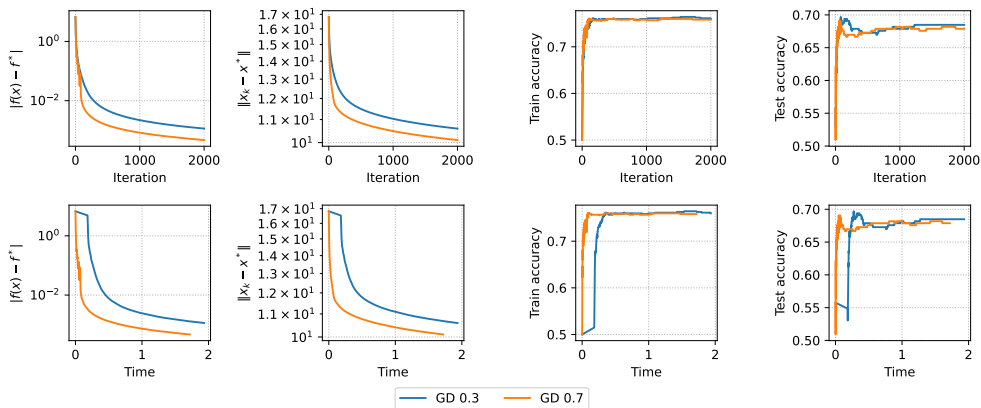 |f(x) − f*|
10⁰
10⁻²
0 1000 2000
Iteration
‖xₖ − x*‖
1.7 × 10¹
1.6 × 10¹
1.5 × 10¹
1.4 × 10¹
1.3 × 10¹
1.2 × 10¹
1.1 × 10¹
10¹
0 1000 2000
Iteration
Train accuracy
0.7
0.6
0.5
0 1000 2000
Iteration
Test accuracy
0.70
0.65
0.60
0.55
0.50
0 1000 2000
Iteration
|f(x) − f*|
10⁰
10⁻²
0 1 2
Time
‖xₖ − x*‖
1.7 × 10¹
1.6 × 10¹
1.5 × 10¹
1.4 × 10¹
1.3 × 10¹
1.2 × 10¹
1.1 × 10¹
10¹
0 1 2
Time
Train accuracy
0.7
0.6
0.5
0 1 2
Time
Test accuracy
0.70
0.65
0.60
0.55
0.50
0 1 2
Time
GD 0.3 GD 0.7